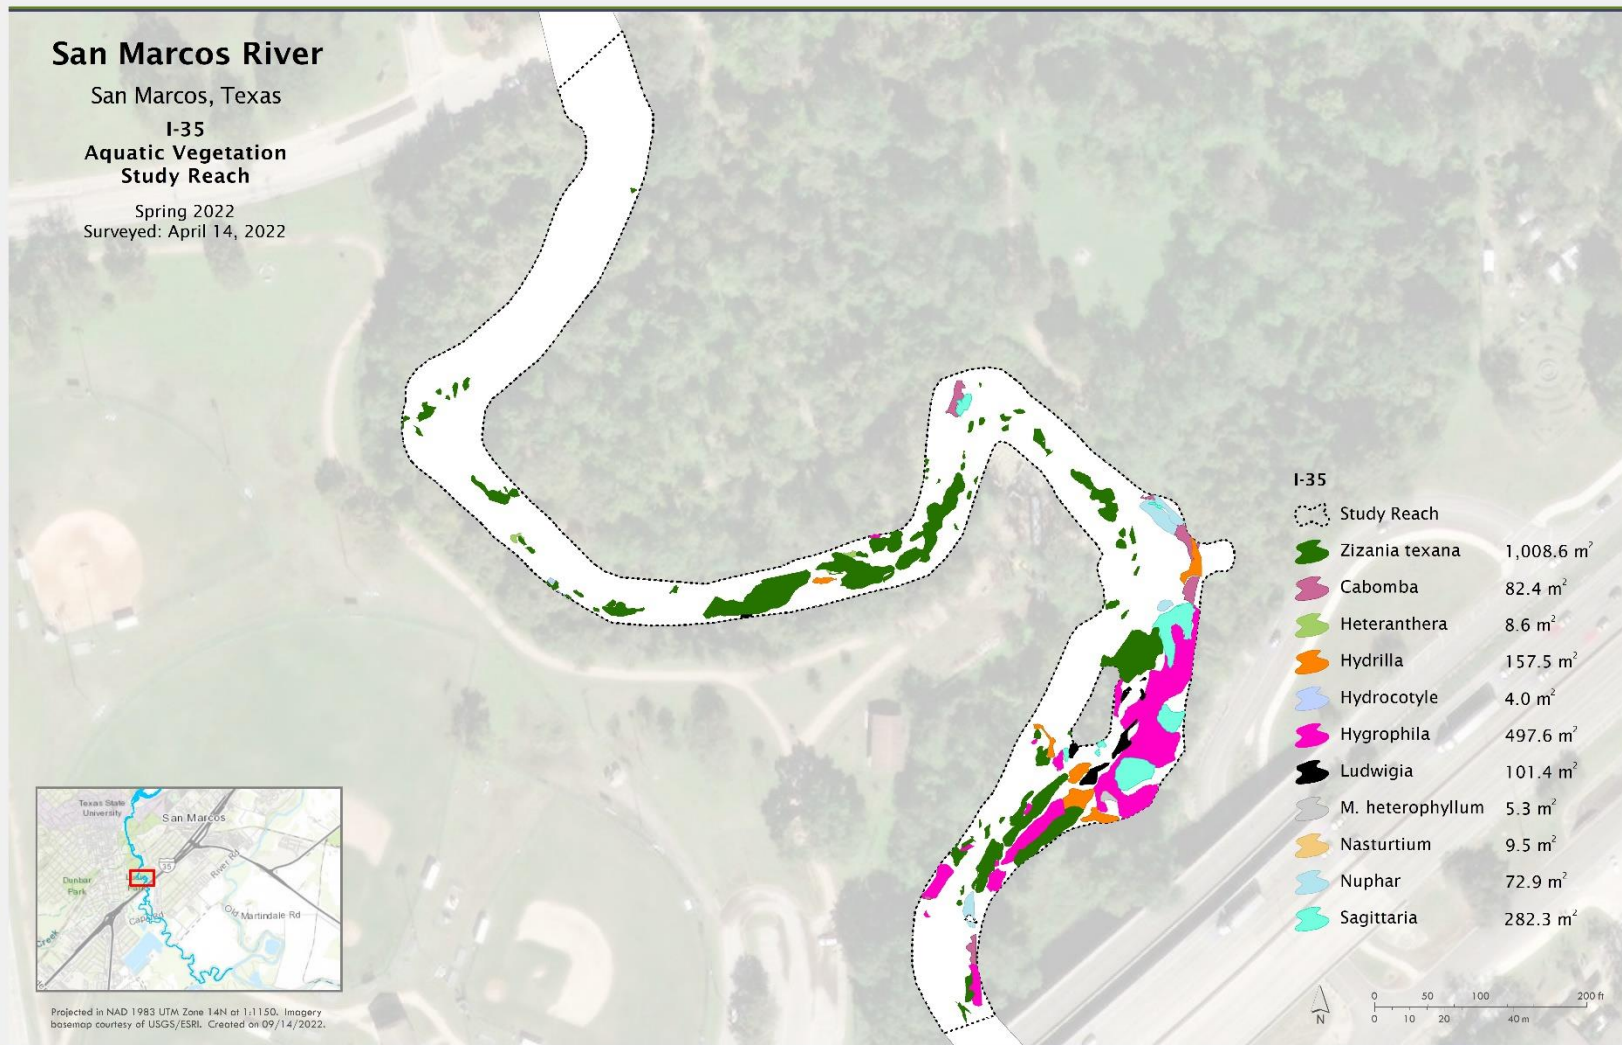 San Marcos River
San Marcos, Texas
I-35
Aquatic Vegetation
Study Reach
Spring 2022
Surveyed: April 14, 2022
I-35
Study Reach
Zizania texana 1,008.6 m²
Cabomba 82.4 m²
Heteranthera 8.6 m²
Hydrilla 157.5 m²
Hydrocotyle 4.0 m²
Hygrophila 497.6 m²
Ludwigia 101.4 m²
M. heterophyllum 5.3 m²
Nasturtium 9.5 m²
Nuphar 72.9 m²
Sagittaria 282.3 m²
N
0 50 100 200 ft
0 10 20 40 m
Texas State
University
San Marcos
35
River Rd
Dunbar
Park
Old Martindale Rd
Creek
Projected in NAD 1983 UTM Zone 14N at 1:1150. Imagery
basemap courtesy of USGS/ESRI. Created on 09/14/2022.